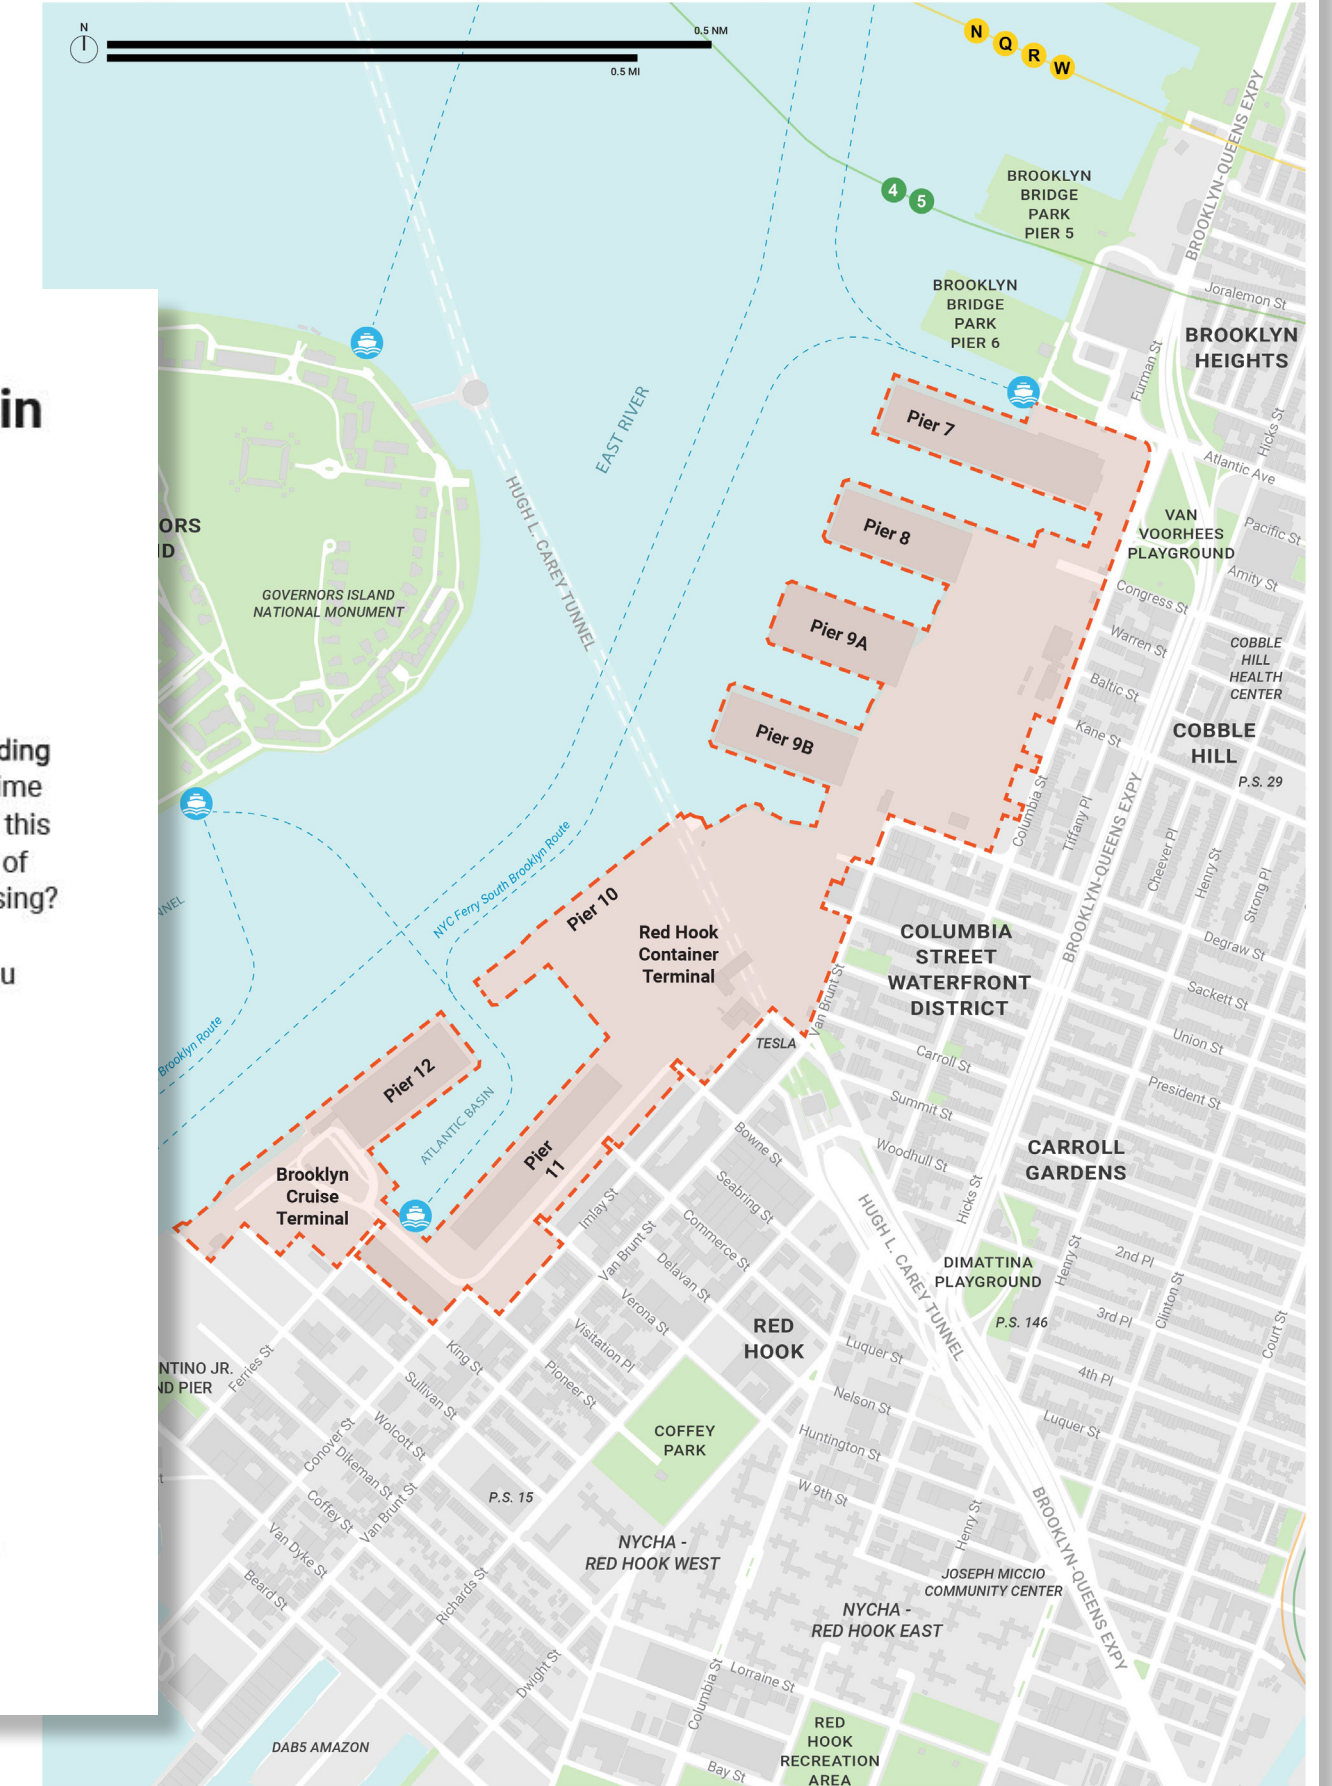 N
0.5 NM
0.5 MI
N
Q
R
W
4
5
BROOKLYN
BRIDGE
PARK
PIER 5
BROOKLYN
BRIDGE
PARK
PIER 6
BROOKLYN-QUEENS EXPY
Joralemon St
BROOKLYN
HEIGHTS
Furman St
Hicks St
Atlantic Ave
EAST RIVER
HUGH L. CAREY TUNNEL
in
ORS
D
GOVERNORS ISLAND
NATIONAL MONUMENT
Pier 7
Pier 8
Pier 9A
Pier 9B
VAN
VOORHEES
PLAYGROUND
Pacific St
Amity St
Congress St
Warren St
Baltic St
Kane St
COBBLE
HILL
HEALTH
CENTER
COBBLE
HILL
P.S. 29
ding
ime
this
of
sing?
u
Columbia St
Tiffany Pl
BROOKLYN-QUEENS EXPY
Cheever Pl
Henry St
Strong Pl
NYC Ferry South Brooklyn Route
NNEL
Brooklyn Route
Pier 10
Red Hook
Container
Terminal
Van Brunt St
COLUMBIA
STREET
WATERFRONT
DISTRICT
Degraw St
Sackett St
Union St
President St
TESLA
Carroll St
Summit St
Woodhull St
CARROLL
GARDENS
Pier 12
ATLANTIC BASIN
Pier
11
Brooklyn
Cruise
Terminal
Bowne St
Seabring St
Commerce St
Imlay St
Van Brunt St
Delavan St
Verona St
Visitation Pl
Pioneer St
HUGH L. CAREY TUNNEL
Hicks St
Henry St
DIMATTINA
PLAYGROUND
P.S. 146
2nd Pl
3rd Pl
4th Pl
Clinton St
Court St
RED
HOOK
Luquer St
Nelson St
Huntington St
W 9th St
Luquer St
King St
Sullivan St
Wolcott St
Dikeman St
Coffey St
Van Dyke St
Beard St
Ferris St
Conover St
Van Brunt St
Richards St
Dwight St
NTINO JR.
ND PIER
t
COFFEY
PARK
P.S. 15
NYCHA -
RED HOOK WEST
Henry St
JOSEPH MICCIO
COMMUNITY CENTER
NYCHA -
RED HOOK EAST
BROOKLYN-QUEENS EXPY
Lorraine St
Columbia St
Bay St
RED
HOOK
RECREATION
AREA
DAB5 AMAZON